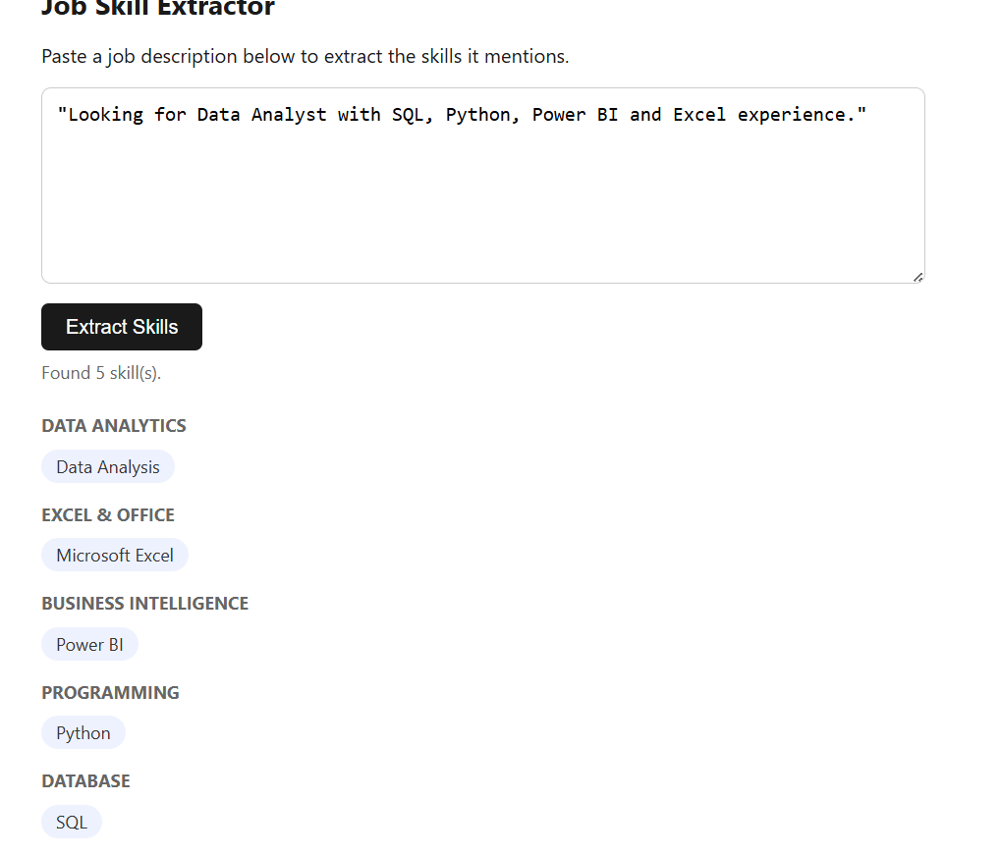 Job Skill Extractor
Paste a job description below to extract the skills it mentions.
"Looking for Data Analyst with SQL, Python, Power BI and Excel experience."
Extract Skills
Found 5 skill(s).
DATA ANALYTICS
Data Analysis
EXCEL & OFFICE
Microsoft Excel
BUSINESS INTELLIGENCE
Power BI
PROGRAMMING
Python
DATABASE
SQL